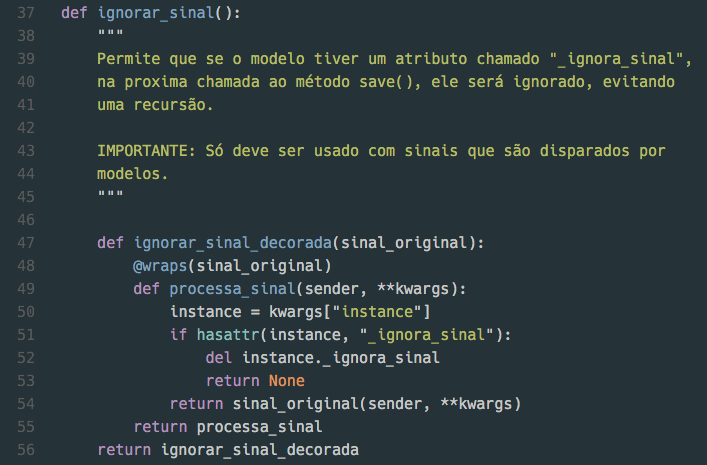 37 def ignorar_sinal():
38     """
39     Permite que se o modelo tiver um atributo chamado "_ignora_sinal",
40     na proxima chamada ao método save(), ele será ignorado, evitando
41     uma recursão.
42
43     IMPORTANTE: Só deve ser usado com sinais que são disparados por
44     modelos.
45     """
46
47     def ignorar_sinal_decorada(sinal_original):
48         @wraps(sinal_original)
49         def processa_sinal(sender, **kwargs):
50             instance = kwargs["instance"]
51             if hasattr(instance, "_ignora_sinal"):
52                 del instance._ignora_sinal
53                 return None
54             return sinal_original(sender, **kwargs)
55         return processa_sinal
56     return ignorar_sinal_decorada